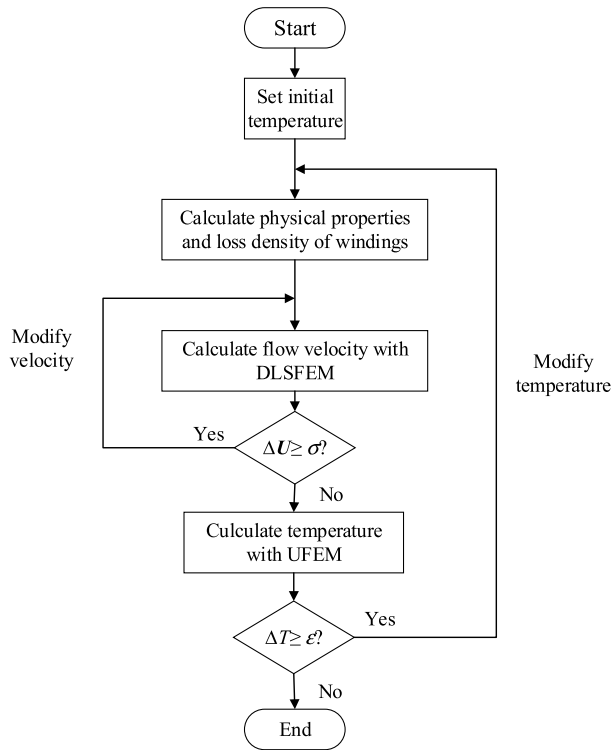 Start
Set initial
temperature
Calculate physical properties
and loss density of windings
Modify
velocity
Calculate flow velocity with
DLSFEM
Modify
temperature
Yes
ΔU≥ σ?
No
Culculate temperature
with UFEM
ΔT≥ ε?
Yes
No
End